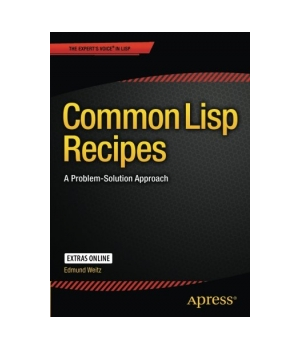 THE EXPERT'S VOICE® IN LISP
Common Lisp
Recipes
A Problem-Solution Approach
EXTRAS ONLINE
Edmund Weitz
Apress®